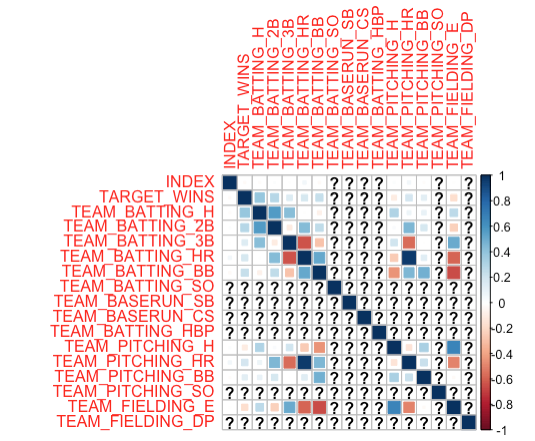 INDEX
TARGET_WINS
TEAM_BATTING_H
TEAM_BATTING_2B
TEAM_BATTING_3B
TEAM_BATTING_HR
TEAM_BATTING_BB
TEAM_BATTING_SO
TEAM_BASERUN_SB
TEAM_BASERUN_CS
TEAM_BATTING_HBP
TEAM_PITCHING_H
TEAM_PITCHING_HR
TEAM_PITCHING_BB
TEAM_PITCHING_SO
TEAM_FIELDING_E
TEAM_FIELDING_DP
INDEX ? ? ? ? ? ?
TARGET_WINS ? ? ? ? ? ?
TEAM_BATTING_H ? ? ? ? ? ?
TEAM_BATTING_2B ? ? ? ? ? ?
TEAM_BATTING_3B ? ? ? ? ? ?
TEAM_BATTING_HR ? ? ? ? ? ?
TEAM_BATTING_BB ? ? ? ? ? ?
TEAM_BATTING_SO ? ? ? ? ? ? ? ? ? ? ? ? ? ? ? ?
TEAM_BASERUN_SB ? ? ? ? ? ? ? ? ? ? ? ? ? ? ? ?
TEAM_BASERUN_CS ? ? ? ? ? ? ? ? ? ? ? ? ? ? ? ?
TEAM_BATTING_HBP ? ? ? ? ? ? ? ? ? ? ? ? ? ? ? ?
TEAM_PITCHING_H ? ? ? ? ? ?
TEAM_PITCHING_HR ? ? ? ? ? ?
TEAM_PITCHING_BB ? ? ? ? ? ?
TEAM_PITCHING_SO ? ? ? ? ? ? ? ? ? ? ? ? ? ? ? ?
TEAM_FIELDING_E ? ? ? ? ? ?
TEAM_FIELDING_DP ? ? ? ? ? ? ? ? ? ? ? ? ? ? ? ?
1
0.8
0.6
0.4
0.2
0
-0.2
-0.4
-0.6
-0.8
-1